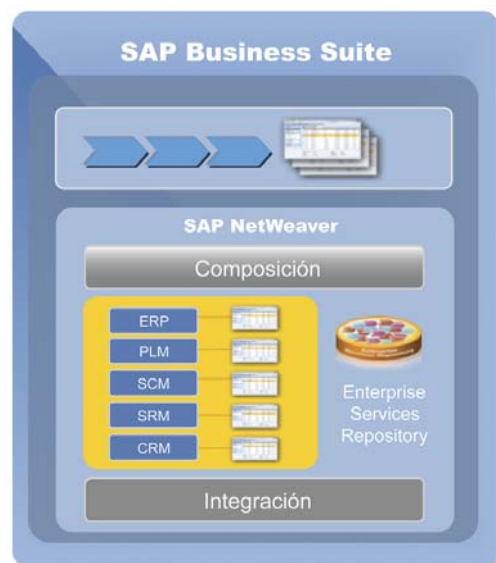 SAP Business Suite
SAP NetWeaver
Composición
ERP
PLM
SCM
SRM
CRM
Enterprise
Services
Repository
Integración